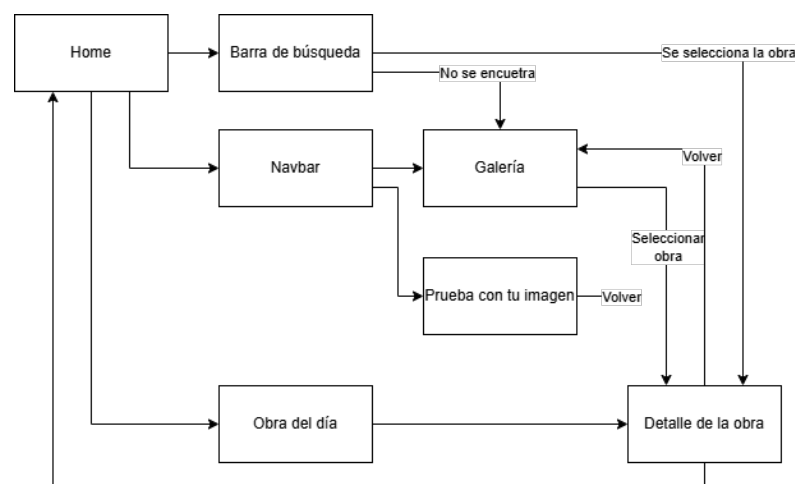 Home
Barra de búsqueda
Se selecciona la obra
No se encuetra
Navbar
Galería
Volver
Seleccionar
obra
Prueba con tu imagen
Volver
Obra del día
Detalle de la obra